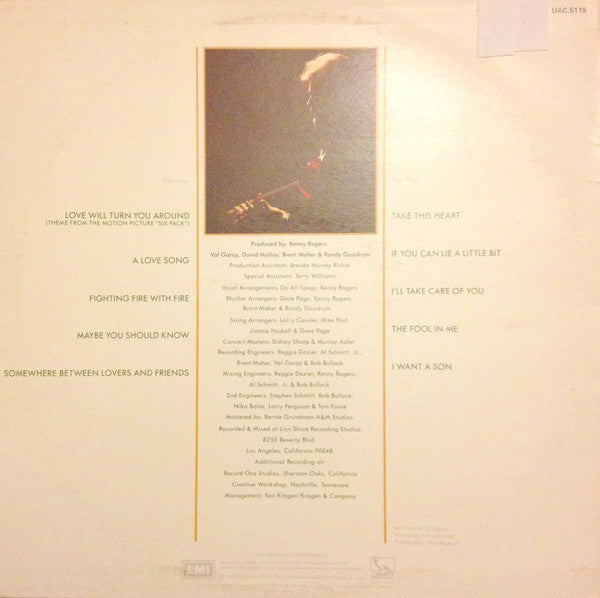 UAC.5119
Side One
LOVE WILL TURN YOU AROUND
(THEME FROM THE MOTION PICTURE "SIX PACK")
A LOVE SONG
FIGHTING FIRE WITH FIRE
MAYBE YOU SHOULD KNOW
SOMEWHERE BETWEEN LOVERS AND FRIENDS
Produced by: Kenny Rogers,
Val Garay, David Malloy, Brent Maher & Randy Goodrum
Production Assistant: Brenda Harvey Richie
Special Assistant: Terry Williams
Vocal Arrangements On All Songs, Kenny Rogers
Rhythm Arrangers: Gene Page, Kenny Rogers,
Brent Maher & Randy Goodrum
String Arrangers: Larry Cansler, Mike Post,
Jimmie Haskell & Gene Page
Concert Masters: Sidney Sharp & Murray Adler
Recording Engineers: Reggie Dozier, Al Schmitt, Jr.,
Brent Maher, Val Garay & Bob Bullock
Mixing Engineers: Reggie Dozier, Kenny Rogers,
Al Schmitt, Jr. & Bob Bullock
2nd Engineers: Stephen Schmitt, Bob Bullock,
Niko Bolas, Larry Ferguson & Tom Fouce
Mastered by: Bernie Grundman-A&M Studios
Recorded & Mixed at Lion Share Recording Studios
8255 Beverly Blvd.
Los Angeles, California 90048
Additional Recording at:
Record One Studios, Sherman Oaks, California
Creative Workshop, Nashville, Tennessee
Management: Ken Kragen/Kragen & Company
TAKE THIS HEART
IF YOU CAN LIE A LITTLE BIT
I'LL TAKE CARE OF YOU
THE FOOL IN ME
I WANT A SON
EMI